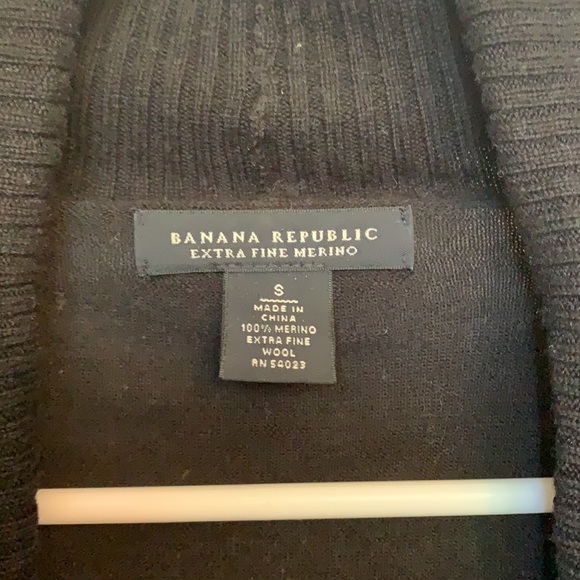 BANANA REPUBLIC
EXTRA FINE MERINO
S
MADE IN
CHINA
100% MERINO
EXTRA FINE
WOOL
RN 54023